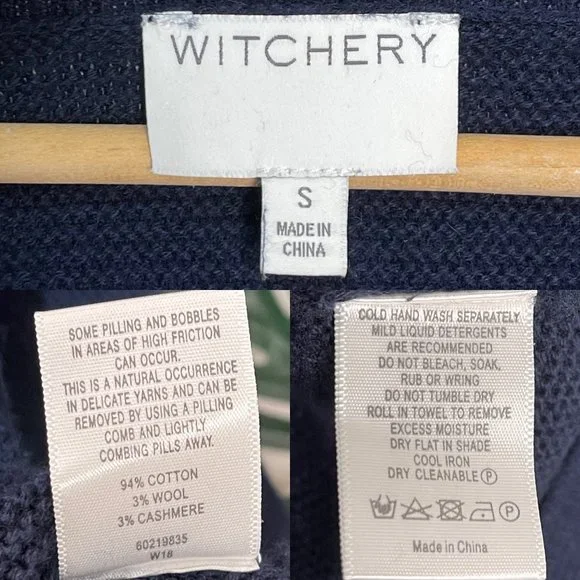 WITCHERY
S
MADE IN
CHINA
SOME PILLING AND BOBBLES
IN AREAS OF HIGH FRICTION
CAN OCCUR.
THIS IS A NATURAL OCCURRENCE
IN DELICATE YARNS AND CAN BE
REMOVED BY USING A PILLING
COMB AND LIGHTLY
COMBING PILLS AWAY.
94% COTTON
3% WOOL
3% CASHMERE
60219835
W18
COLD HAND WASH SEPARATELY
MILD LIQUID DETERGENTS
ARE RECOMMENDED
DO NOT BLEACH, SOAK,
RUB OR WRING
DO NOT TUMBLE DRY
ROLL IN TOWEL TO REMOVE
EXCESS MOISTURE
DRY FLAT IN SHADE
COOL IRON
DRY CLEANABLE Ⓟ
Ⓟ
Made in China